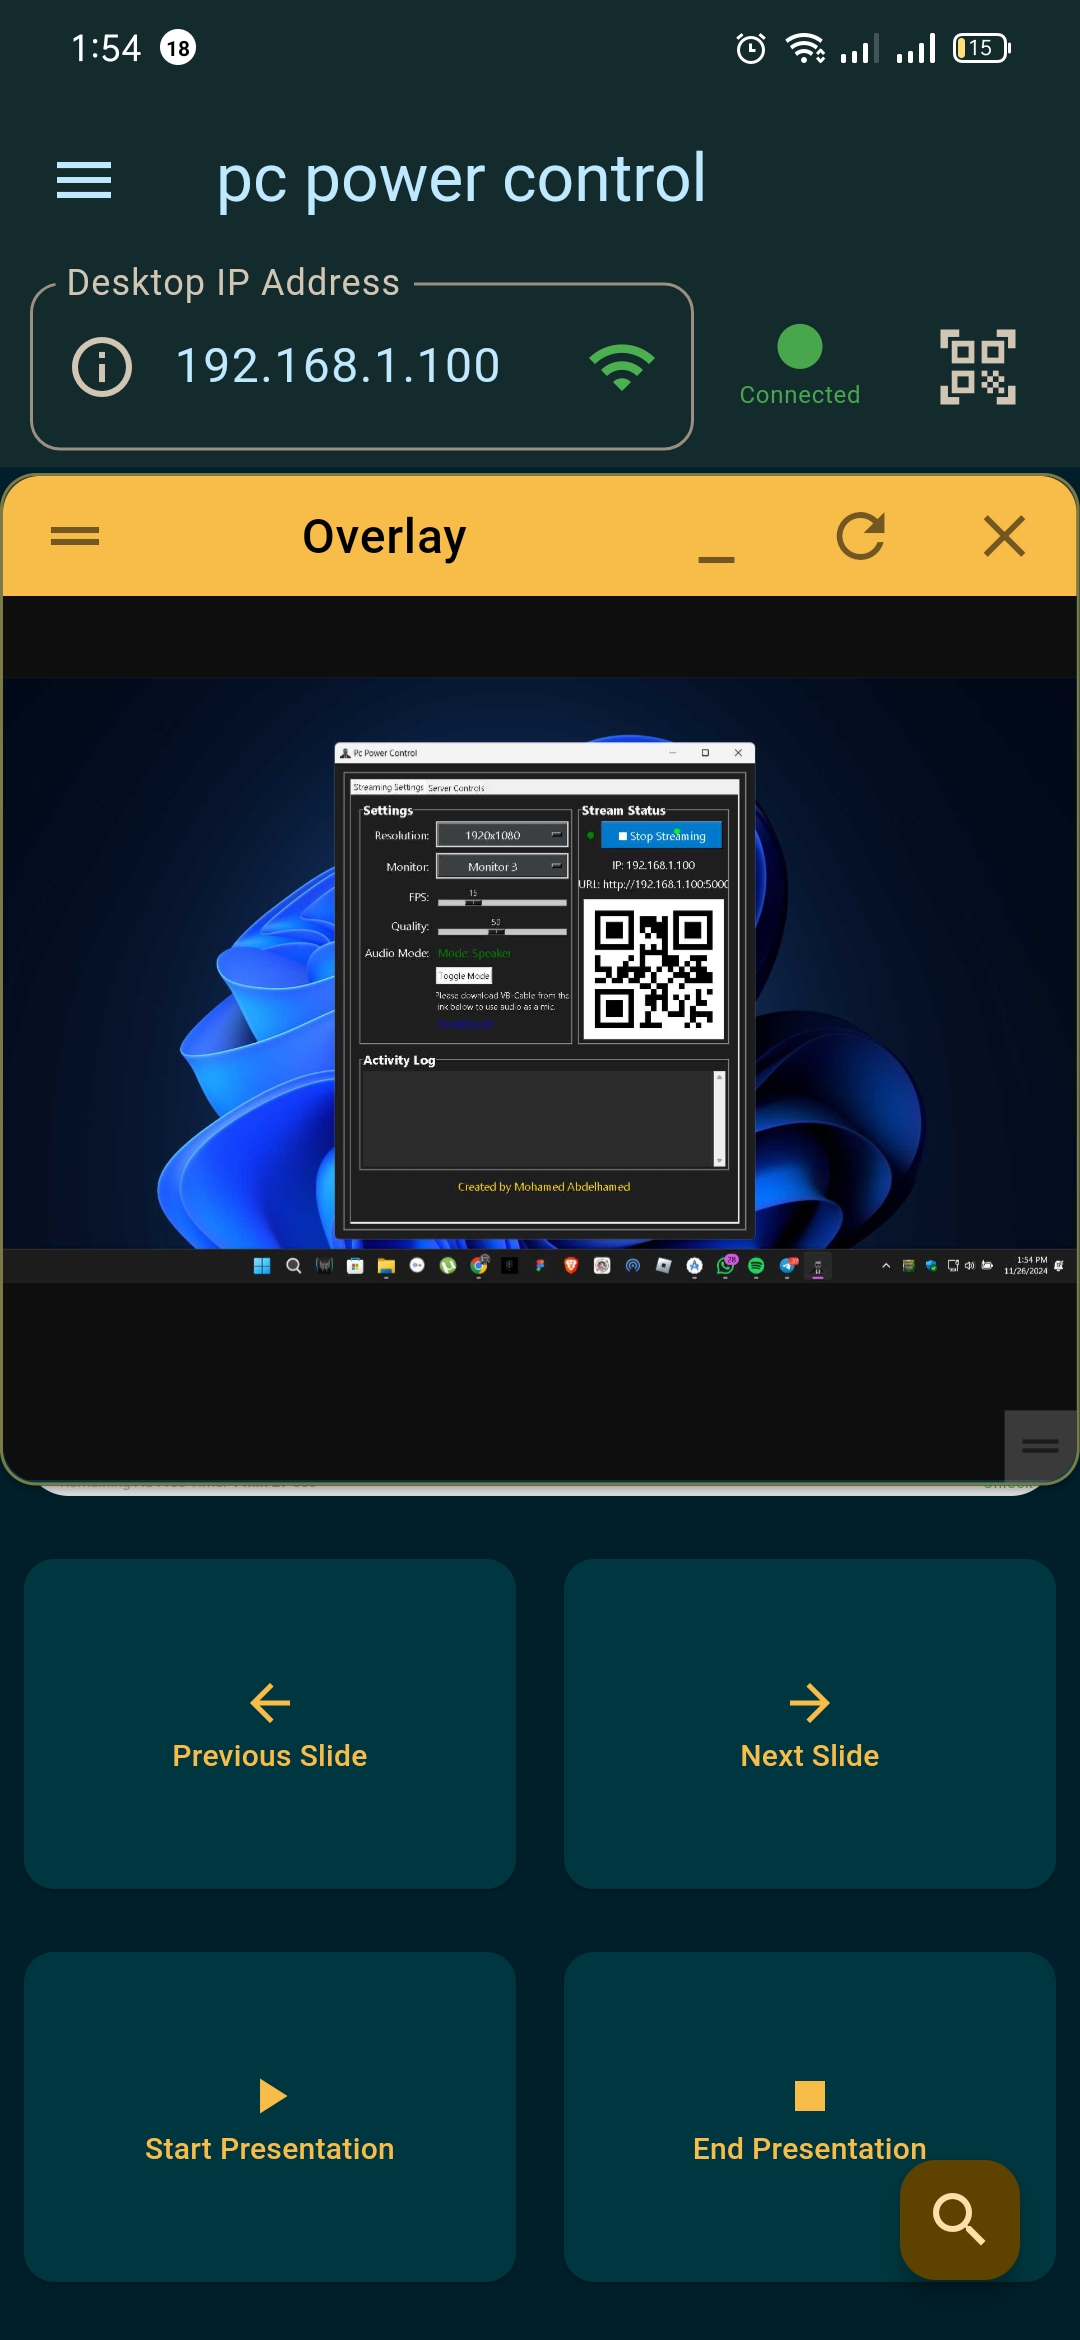 1:54 18 15
pc power control
Desktop IP Address
192.168.1.100
Connected
Overlay
Pc Power Control
Streaming Settings Server Controls
Settings
Resolution: 1920x1080
Monitor: Monitor 3
FPS: 15
Quality: 50
Audio Mode: Mode: Speaker
Toggle Mode
Please download VB-Cable from the
ink below to use audio as a mic.
Stream Status
Stop Streaming
IP: 192.168.1.100
URL: http://192.168.1.100:5000
Activity Log
Created by Mohamed Abdelhamed
1:54 PM
11/26/2024
Previous Slide
Next Slide
Start Presentation
End Presentation